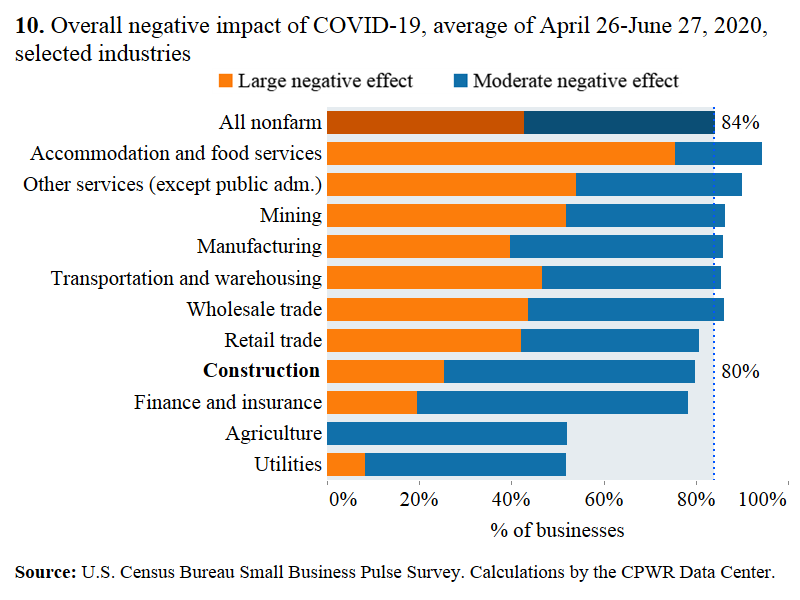 10. Overall negative impact of COVID-19, average of April 26-June 27, 2020,
selected industries
Large negative effect
Moderate negative effect
All nonfarm
84%
Accommodation and food services
Other services (except public adm.)
Mining
Manufacturing
Transportation and warehousing
Wholesale trade
Retail trade
Construction
80%
Finance and insurance
Agriculture
Utilities
0% 20% 40% 60% 80% 100%
% of businesses
Source: U.S. Census Bureau Small Business Pulse Survey. Calculations by the CPWR Data Center.